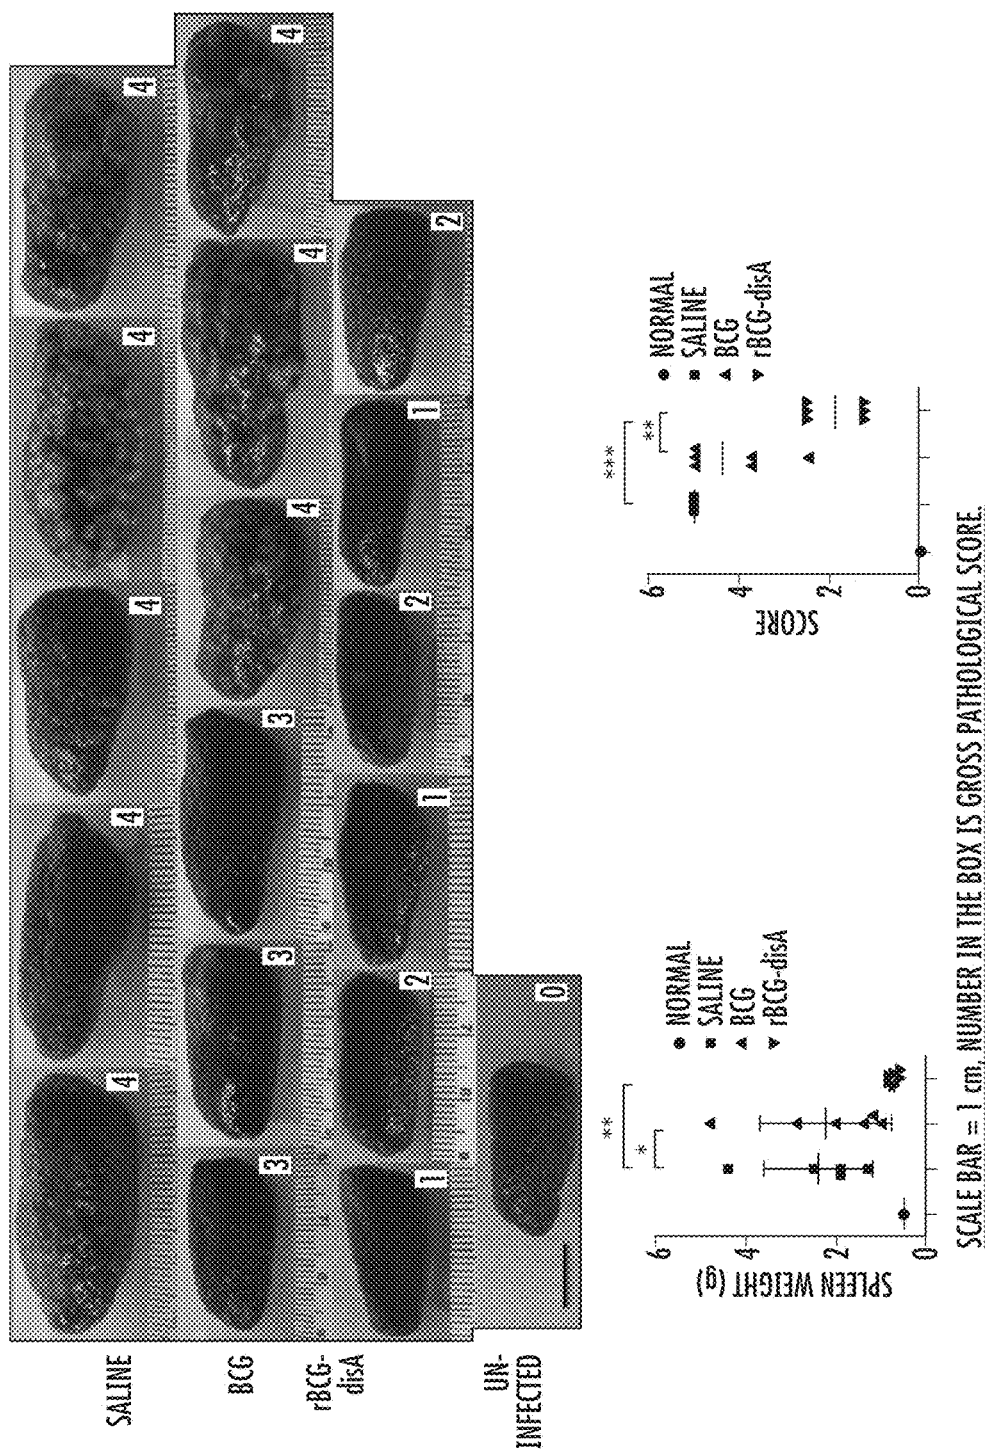 SALINE 4 4 4 4 4
BCG 3 3 3 4 4 4
rBCG-
disA 1 2 1 2 1 2
UN-
INFECTED 0
SPLEEN WEIGHT (g)
6
4
2
0
**
*
NORMAL
SALINE
BCG
rBCG-disA
SCORE
6
4
2
0
***
**
NORMAL
SALINE
BCG
rBCG-disA
SCALE BAR = 1 cm, NUMBER IN THE BOX IS GROSS PATHOLOGICAL SCORE.